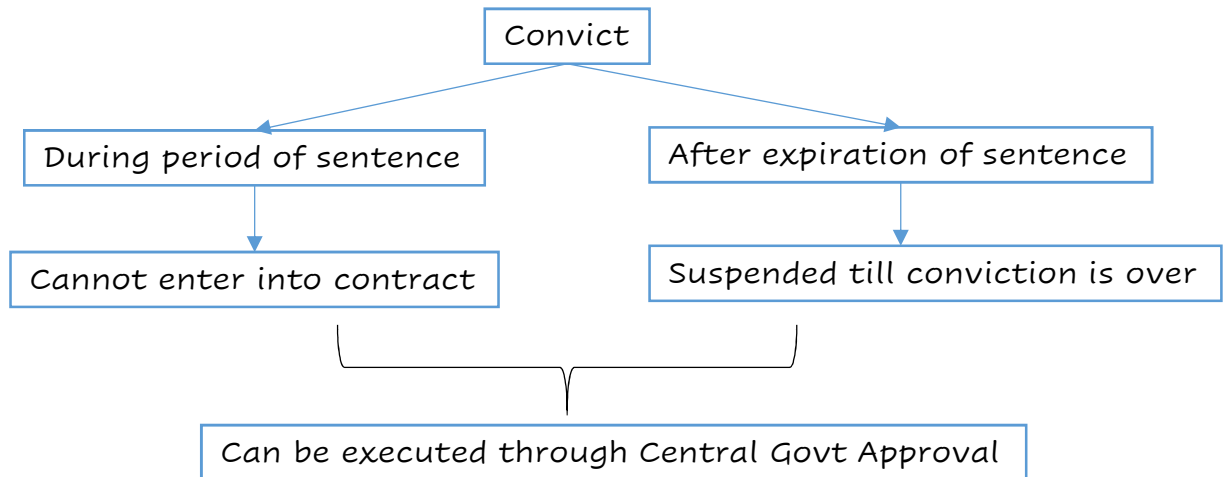 Convict
During period of sentence
After expiration of sentence
Cannot enter into contract
Suspended till conviction is over
Can be executed through Central Govt Approval